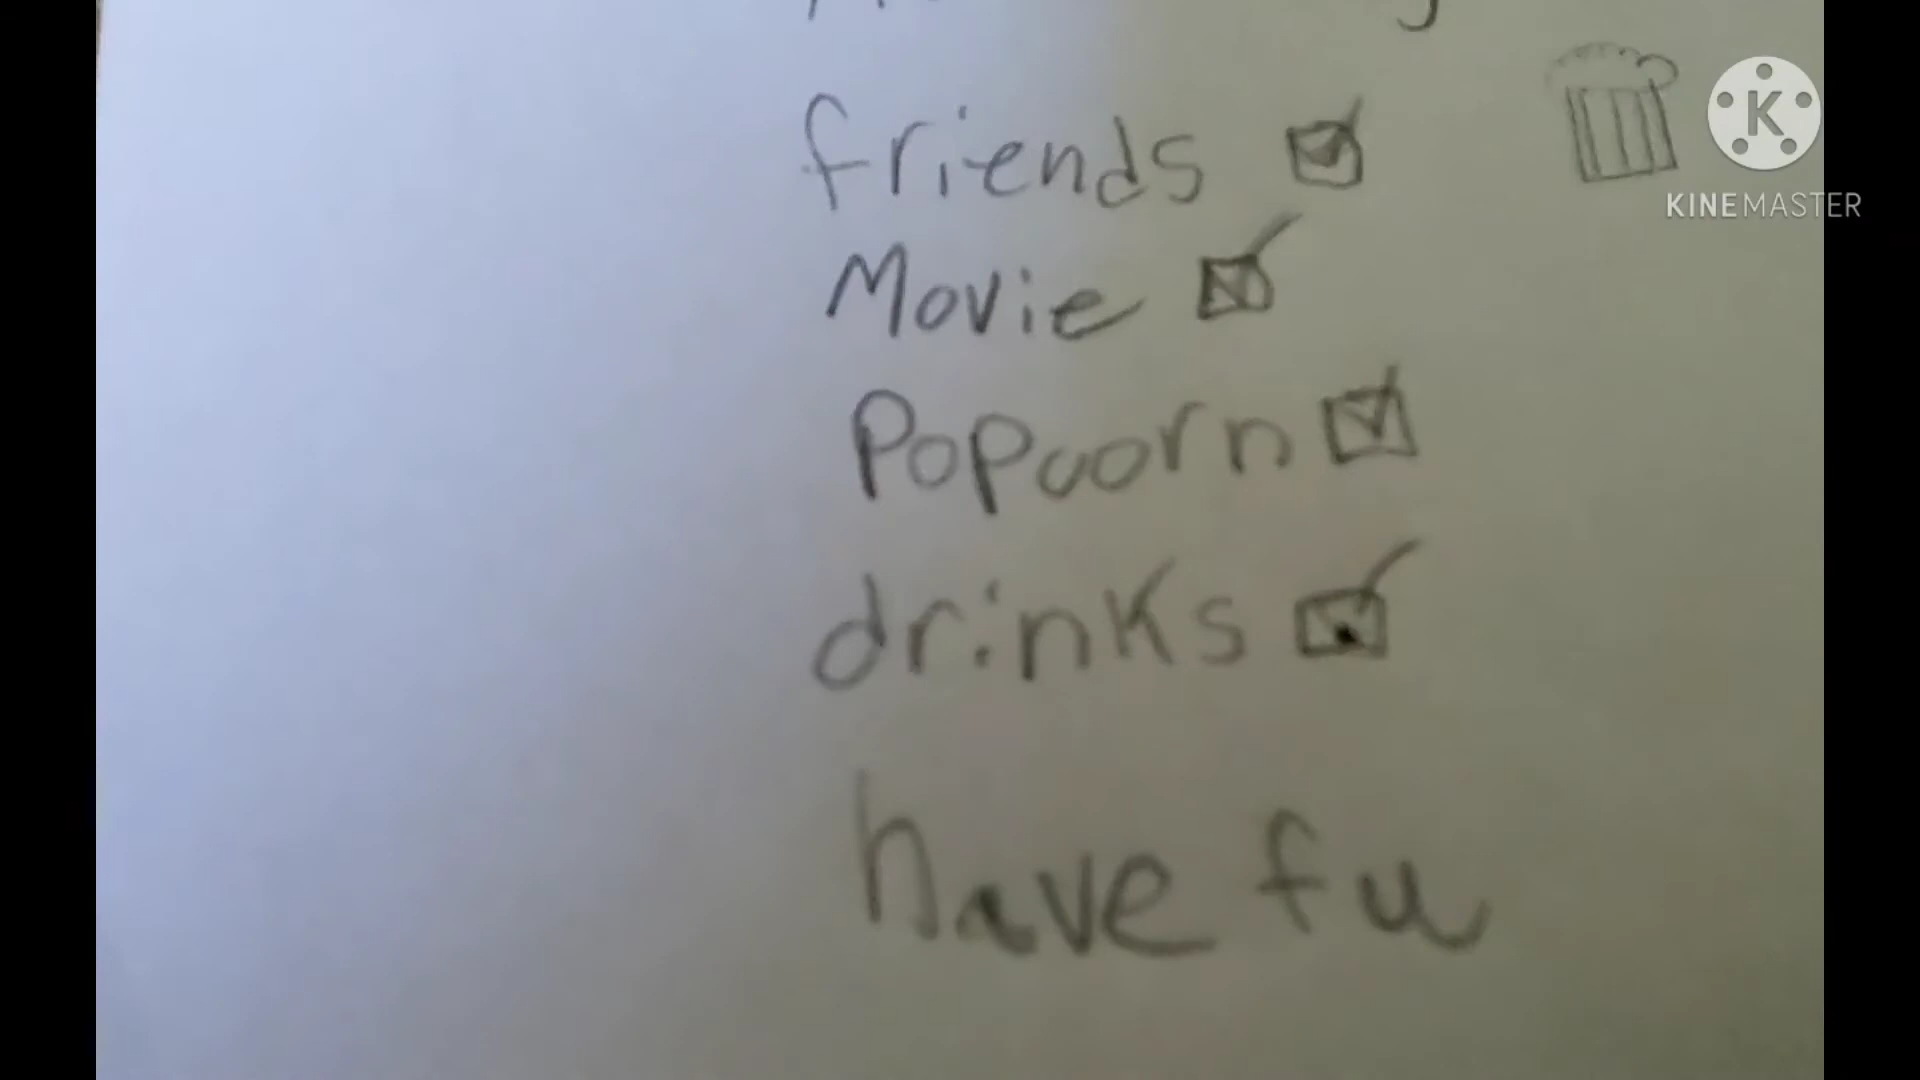 friends
Movie
Popcorn
drinks
have fu
K
KINEMASTER